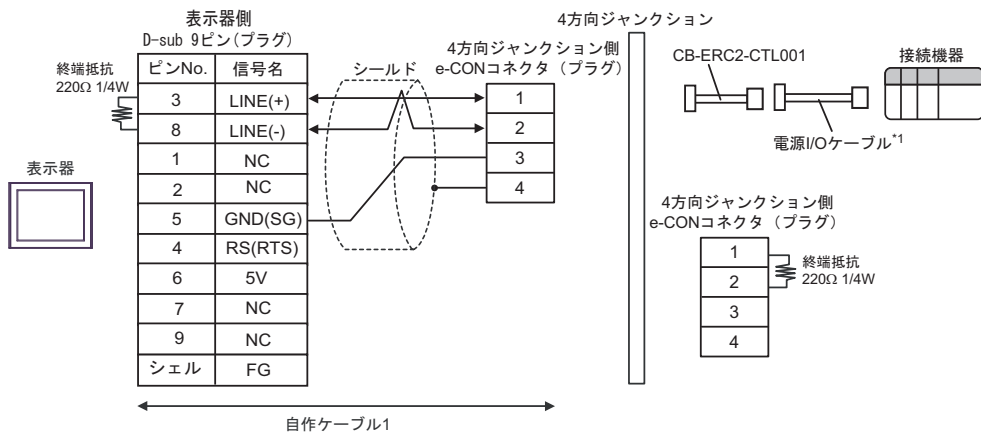 表示器側
D-sub 9ピン(プラグ)
ピンNo. 信号名
3 LINE(+)
8 LINE(-)
1 NC
2 NC
5 GND(SG)
4 RS(RTS)
6 5V
7 NC
9 NC
シェル FG
終端抵抗
220Ω 1/4W
表示器
シールド
4方向ジャンクション側
e-CONコネクタ（プラグ）
1
2
3
4
自作ケーブル1
4方向ジャンクション
CB-ERC2-CTL001
接続機器
電源I/Oケーブル*1
4方向ジャンクション側
e-CONコネクタ（プラグ）
1
2
3
4
終端抵抗
220Ω 1/4W